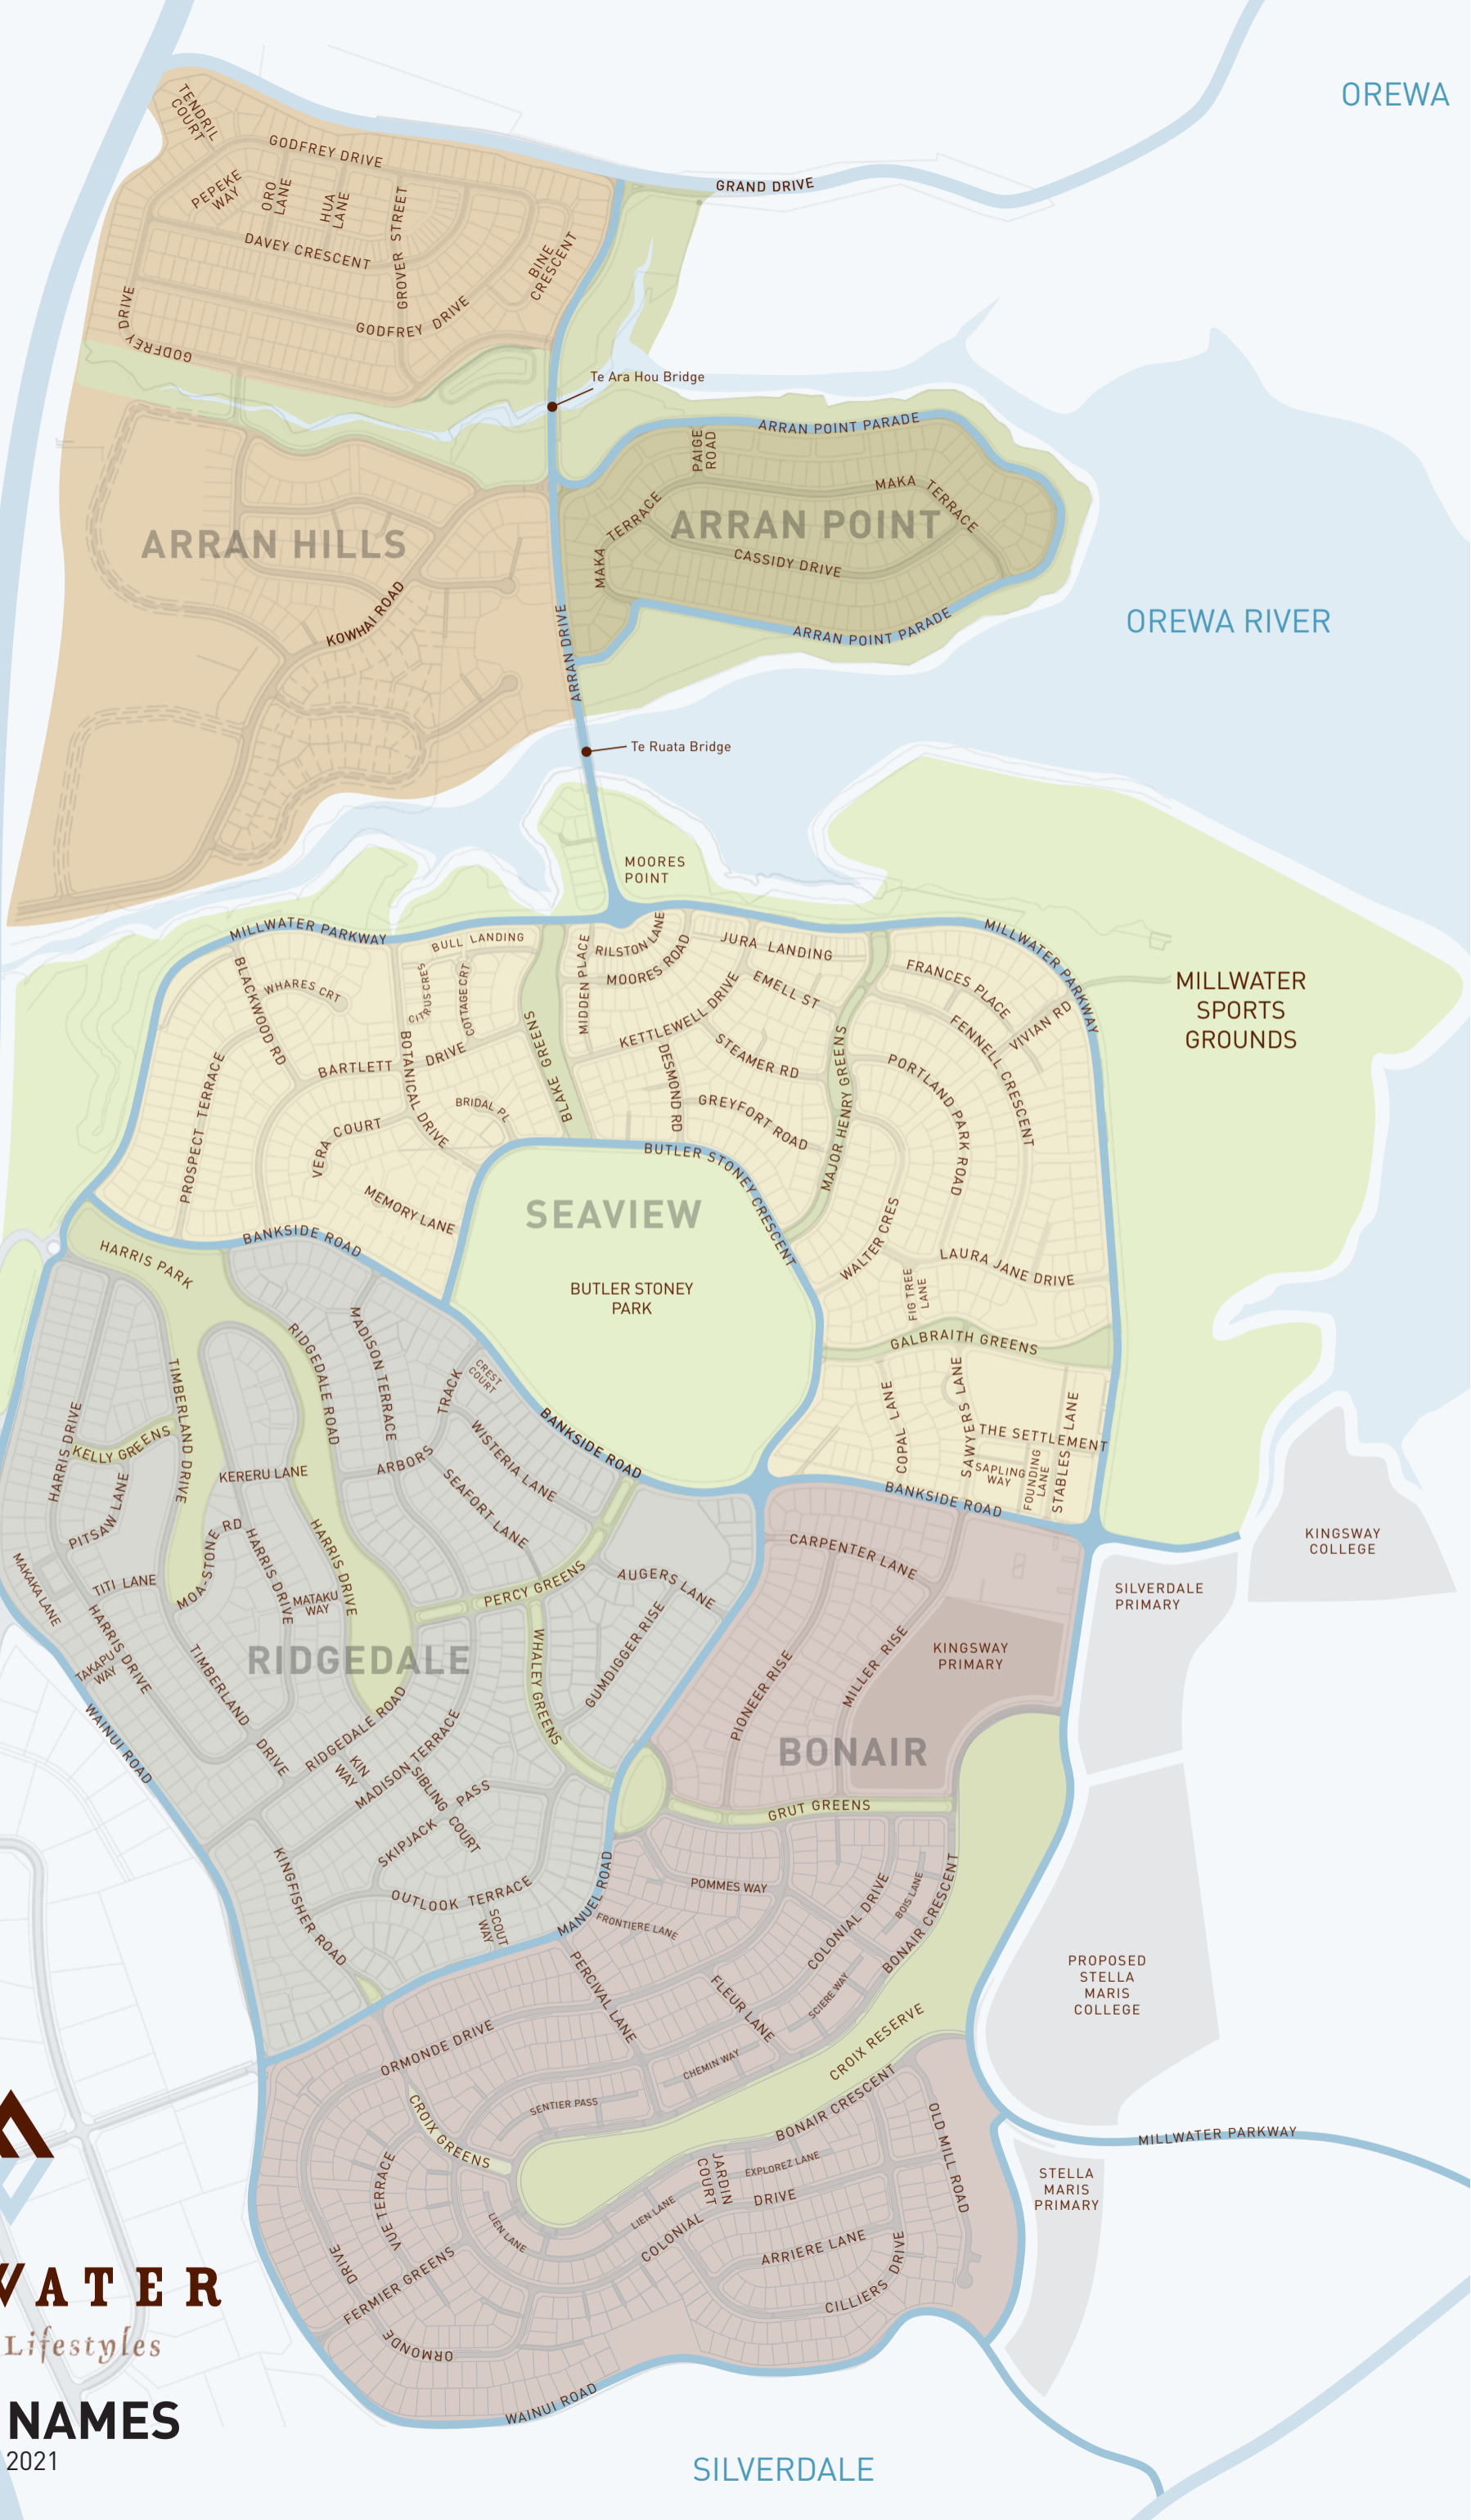 OREWA
TENDRIL
COURT
GODFREY DRIVE
PEPEKE
WAY
ORO
LANE
HUA
LANE
GROVER STREET
GRAND DRIVE
DAVEY CRESCENT
BINE
CRESCENT
GODFREY DRIVE
GODFREY DRIVE
Te Ara Hou Bridge
ARRAN POINT PARADE
PAIGE
ROAD
MAKA TERRACE
MAKA TERRACE
ARRAN POINT
ARRAN HILLS
CASSIDY DRIVE
KOWHAI ROAD
ARRAN DRIVE
ARRAN POINT PARADE
OREWA RIVER
Te Ruata Bridge
MOORES
POINT
MILLWATER PARKWAY
BULL LANDING
MIDDEN PLACE
RILSTON LANE
MOORES ROAD
JURA LANDING
MILLWATER PARKWAY
BLACKWOOD RD
WHARES CRT
CITRUS CRES
COTTAGE CRT
EMELL ST
FRANCES PLACE
VIVIAN RD
MILLWATER
SPORTS
GROUNDS
KETTLEWELL DRIVE
BLAKE GREENS
BOTANICAL DRIVE
BARTLETT DRIVE
DESMOND RD
STEAMER RD
MAJOR HENRY GREENS
FENNELL CRESCENT
PORTLAND PARK ROAD
PROSPECT TERRACE
BRIDAL PL
VERA COURT
GREYFORT ROAD
BUTLER STONEY CRESCENT
MEMORY LANE
SEAVIEW
BANKSIDE ROAD
HARRIS PARK
WALTER CRES
LAURA JANE DRIVE
FIG TREE
LANE
BUTLER STONEY
PARK
GALBRAITH GREENS
MADISON TERRACE
RIDGEDALE ROAD
CREST
COURT
TIMBERLAND DRIVE
ARBORS TRACK
WISTERIA LANE
BANKSIDE ROAD
COPAL LANE
SAWYERS LANE
THE SETTLEMENT
STABLES LANE
SAPLING
WAY
FOUNDING
LANE
BANKSIDE ROAD
HARRIS DRIVE
KELLY GREENS
KERERU LANE
SEAFORT LANE
PITSAW LANE
MOA-STONE RD
HARRIS DRIVE
HARRIS DRIVE
MAKAKA LANE
TITI LANE
MATAKU
WAY
PERCY GREENS
AUGERS LANE
CARPENTER LANE
KINGSWAY
COLLEGE
SILVERDALE
PRIMARY
HARRIS DRIVE
TAKAPU
WAY
TIMBERLAND DRIVE
RIDGEDALE
WHALEY GREENS
GUMDIGGER RISE
PIONEER RISE
MILLER RISE
KINGSWAY
PRIMARY
WAINUI ROAD
RIDGEDALE ROAD
KIN
WAY
MADISON TERRACE
SIBLING COURT
SKIPJACK PASS
BONAIR
GRUT GREENS
KINGFISHER ROAD
OUTLOOK TERRACE
SCOUT
WAY
MANUEL ROAD
FRONTIERE LANE
POMMES WAY
COLONIAL DRIVE
BOIS LANE
BONAIR CRESCENT
PERCIVAL LANE
FLEUR LANE
SCIERE WAY
PROPOSED
STELLA
MARIS
COLLEGE
ORMONDE DRIVE
CHEMIN WAY
CROIX RESERVE
SENTIER PASS
CROIX GREENS
BONAIR CRESCENT
OLD MILL ROAD
MILLWATER PARKWAY
EXPLOREZ LANE
JARDIN
COURT
STELLA
MARIS
PRIMARY
VUE TERRACE
LIEN LANE
LIEN LANE
COLONIAL DRIVE
ARRIERE LANE
CILLIERS DRIVE
FERMIER GREENS
ORMONDE DRIVE
WAINUI ROAD
WATER
Lifestyles
NAMES
2021
SILVERDALE